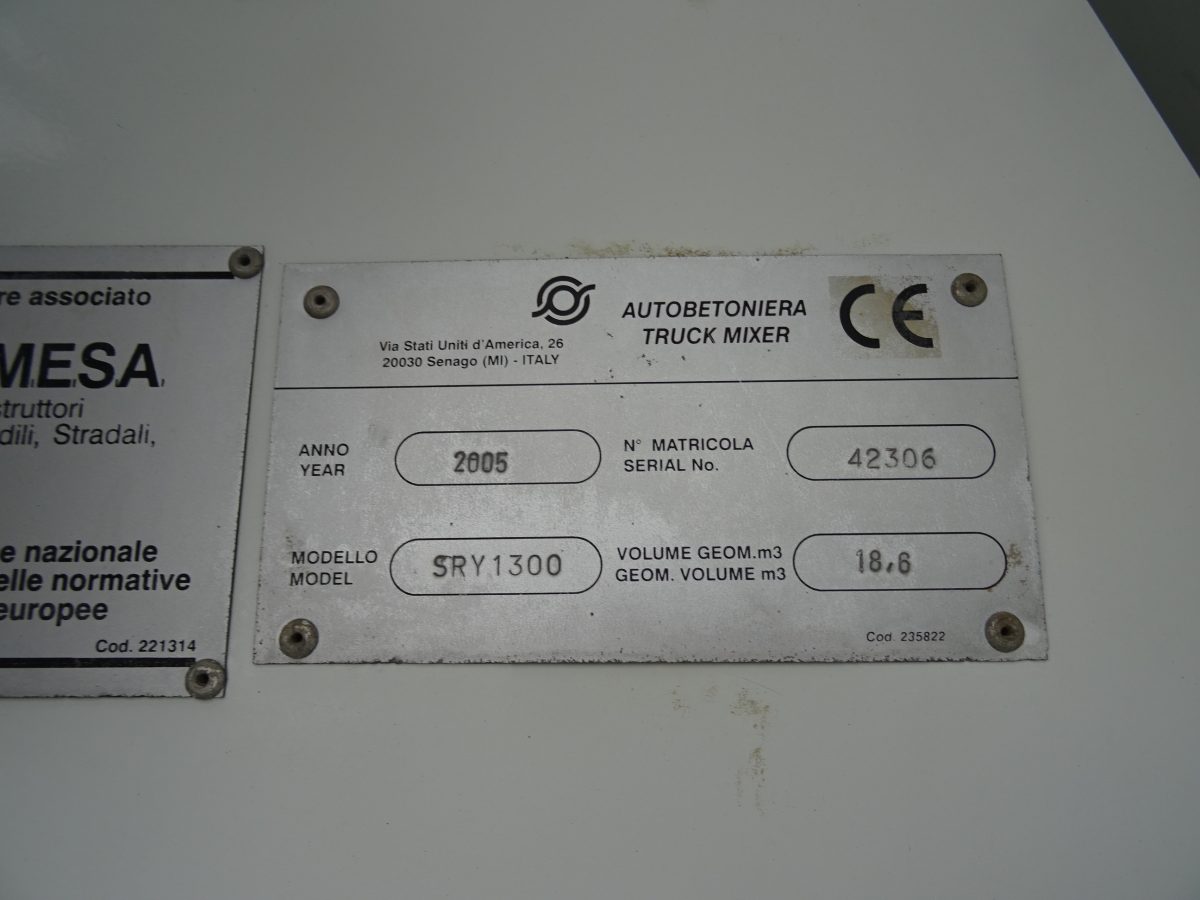 re associato
M.E.S.A.
struttori
dili, Stradali,
e nazionale
elle normative
europee
Cod. 221314
Via Stati Uniti d'America, 26
20030 Senago (MI) - ITALY
AUTOBETONIERA
TRUCK MIXER
CE
ANNO
YEAR
2005
N° MATRICOLA
SERIAL No.
42306
MODELLO
MODEL
SRY1300
VOLUME GEOM.m3
GEOM. VOLUME m3
18,6
Cod. 235822